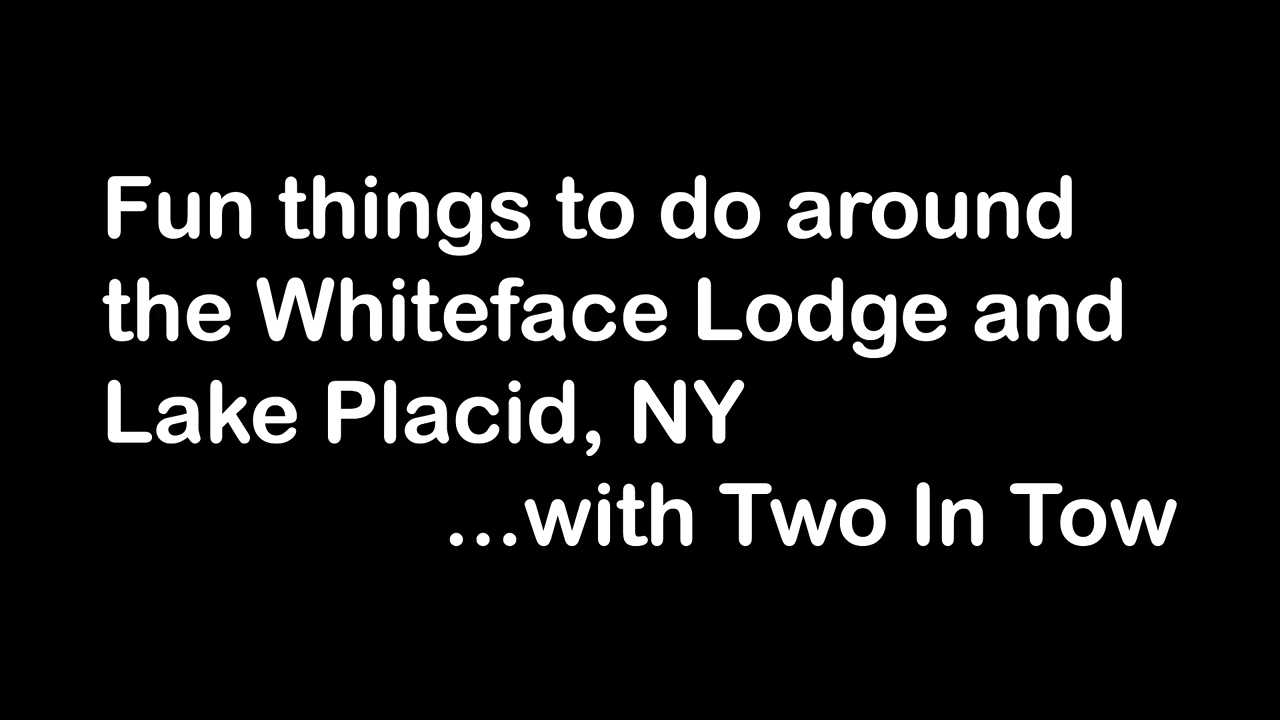 Fun things to do around
the Whiteface Lodge and
Lake Placid, NY
...with Two In Tow